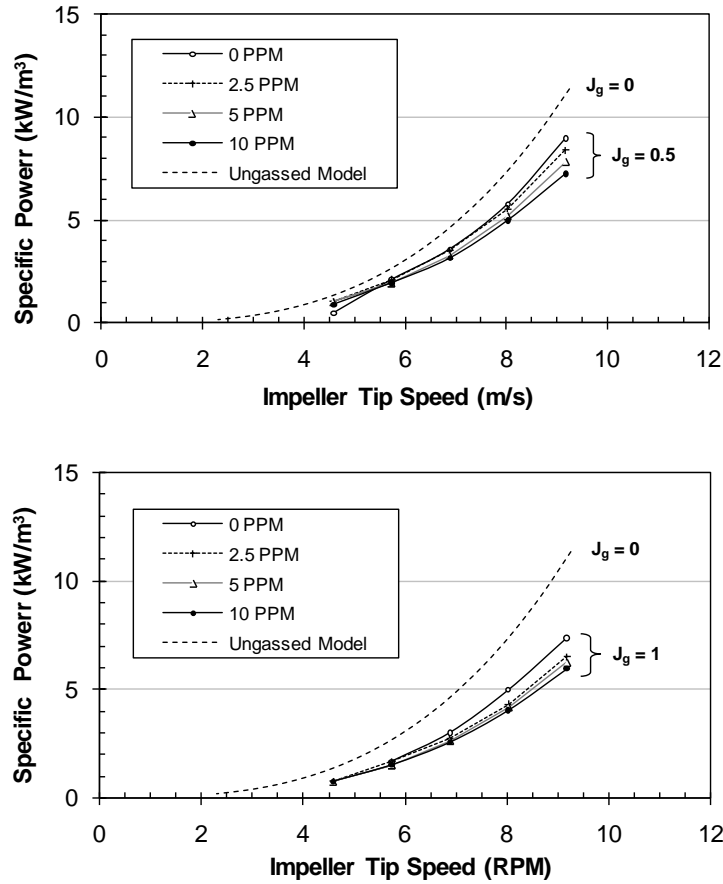 15
10
5
0
Specific Powerr (kW/m³)
0 PPM
2.5 PPM
5 PPM
10 PPM
Ungassed Model
J_g = 0
J_g = 0.5
0 2 4 6 8 10 12
Impeller Tip Speed (m/s)
15
10
5
0
Specific Powerr (kW/m³)
0 PPM
2.5 PPM
5 PPM
10 PPM
Ungassed Model
J_g = 0
J_g = 1
0 2 4 6 8 10 12
Impeller Tip Speed (RPM)